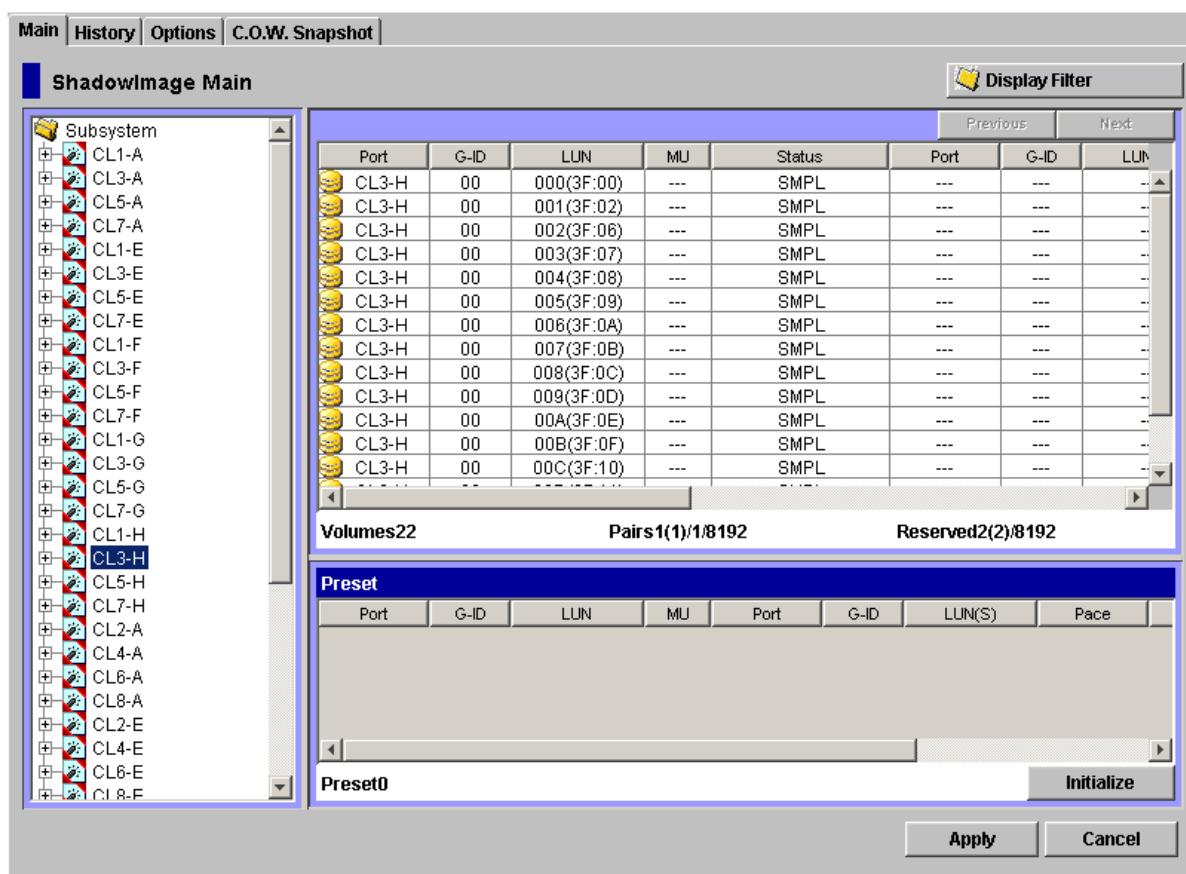 Main History Options C.O.W. Snapshot
ShadowImage Main
Display Filter
Subsystem
CL1-A
CL3-A
CL5-A
CL7-A
CL1-E
CL3-E
CL5-E
CL7-E
CL1-F
CL3-F
CL5-F
CL7-F
CL1-G
CL3-G
CL5-G
CL7-G
CL1-H
CL3-H
CL5-H
CL7-H
CL2-A
CL4-A
CL6-A
CL8-A
CL2-E
CL4-E
CL6-E
CL8-E
Previous Next
Port G-ID LUN MU Status Port G-ID LUN
CL3-H 00 000(3F:00) --- SMPL --- --- --
CL3-H 00 001(3F:02) --- SMPL --- --- --
CL3-H 00 002(3F:06) --- SMPL --- --- --
CL3-H 00 003(3F:07) --- SMPL --- --- --
CL3-H 00 004(3F:08) --- SMPL --- --- --
CL3-H 00 005(3F:09) --- SMPL --- --- --
CL3-H 00 006(3F:0A) --- SMPL --- --- --
CL3-H 00 007(3F:0B) --- SMPL --- --- --
CL3-H 00 008(3F:0C) --- SMPL --- --- --
CL3-H 00 009(3F:0D) --- SMPL --- --- --
CL3-H 00 00A(3F:0E) --- SMPL --- --- --
CL3-H 00 00B(3F:0F) --- SMPL --- --- --
CL3-H 00 00C(3F:10) --- SMPL --- --- --
Volumes22 Pairs1(1)/1/8192 Reserved2(2)/8192
Preset
Port G-ID LUN MU Port G-ID LUN(S) Pace
Preset0
Initialize
Apply Cancel